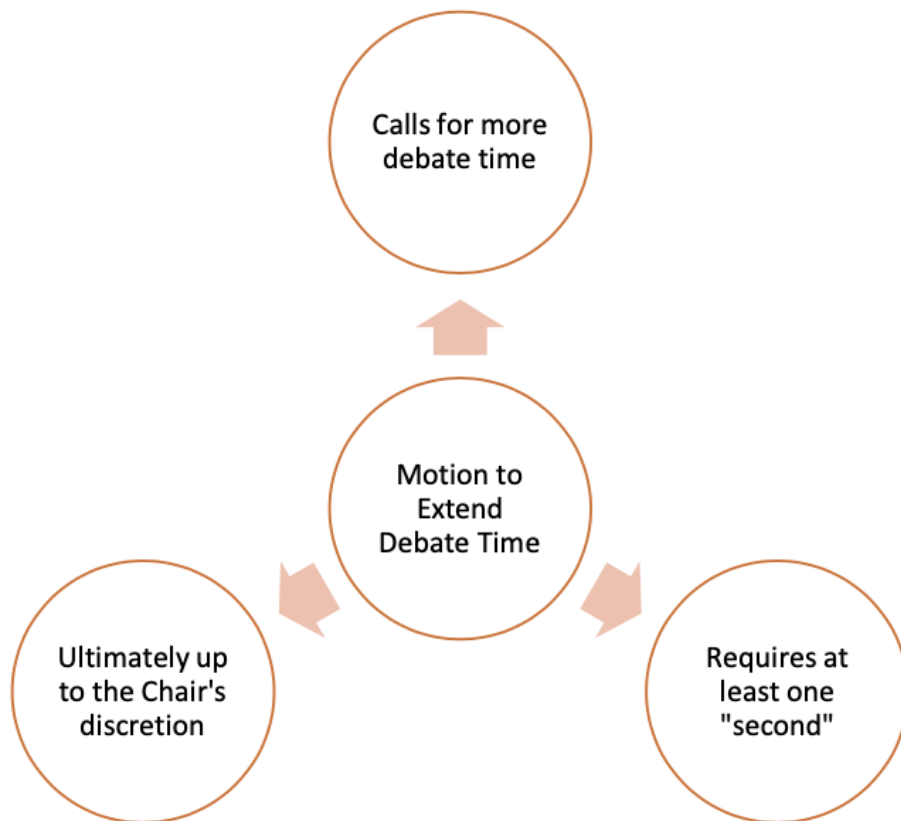 Calls for more
debate time
Motion to
Extend
Debate Time
Ultimately up
to the Chair's
discretion
Requires at
least one
"second"